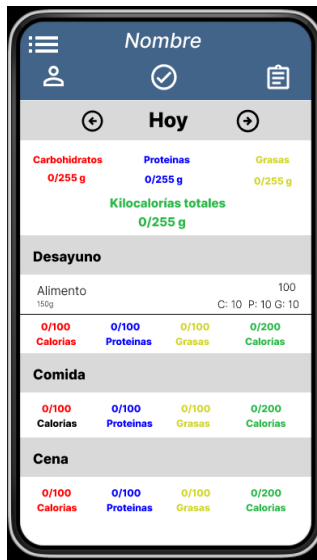 Nombre
Hoy
Carbohidratos Proteinas Grasas
0/255 g 0/255 g 0/255 g
Kilocalorías totales
0/255 g
Desayuno
Alimento 100
150g C: 10 P: 10 G: 10
0/100 0/100 0/100 0/200
Calorias Proteinas Grasas Calorias
Comida
0/100 0/100 0/100 0/200
Calorias Proteinas Grasas Calorias
Cena
0/100 0/100 0/100 0/200
Calorias Proteinas Grasas Calorias